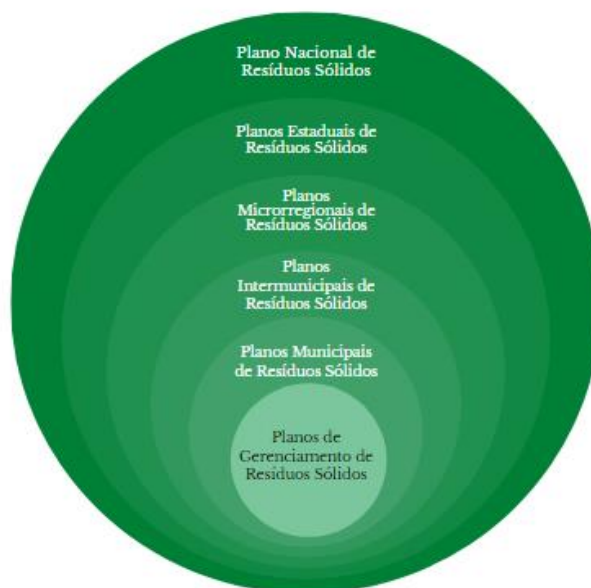 Plano Nacional de
Resíduos Sólidos
Planos Estaduais de
Resíduos Sólidos
Planos
Microrregionais de
Resíduos Sólidos
Planos
Intermunicipais de
Resíduos Sólidos
Planos Municipais
de Resíduos Sólidos
Planos de
Gerenciamento de
Resíduos Sólidos